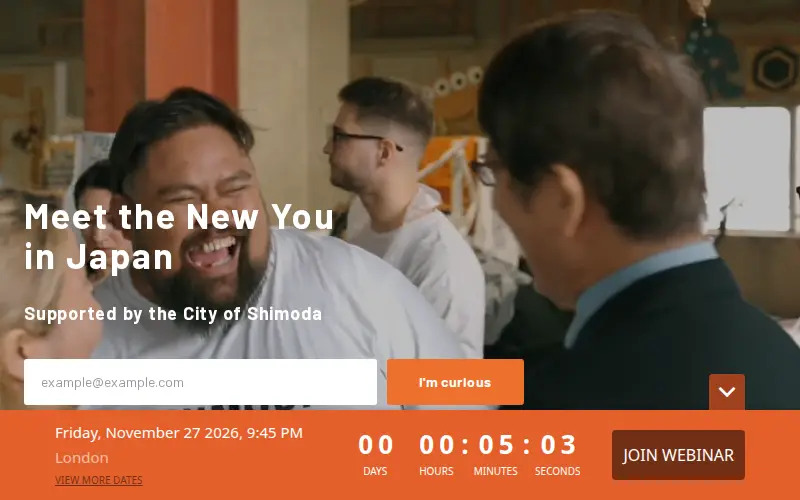 Meet the New You
in Japan
Supported by the City of Shimoda
example@example.com
I'm curious
Friday, November 27 2026, 9:45 PM
London
VIEW MORE DATES
00 00 : 05 : 03
DAYS HOURS MINUTES SECONDS
JOIN WEBINAR